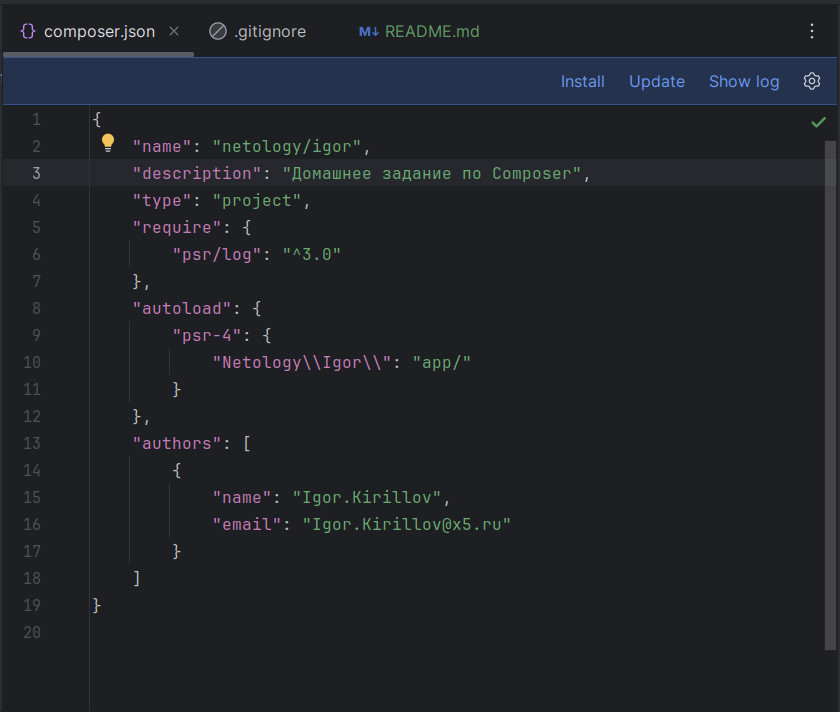 {} composer.json ×
.gitignore
M↓ README.md
Install Update Show log
1 {
2 "name": "netology/igor",
3 "description": "Домашнее задание по Composer",
4 "type": "project",
5 "require": {
6 "psr/log": "^3.0"
7 },
8 "autoload": {
9 "psr-4": {
10 "Netology\\Igor\\": "app/"
11 }
12 },
13 "authors": [
14 {
15 "name": "Igor.Kirillov",
16 "email": "Igor.Kirillov@x5.ru"
17 }
18 ]
19 }
20